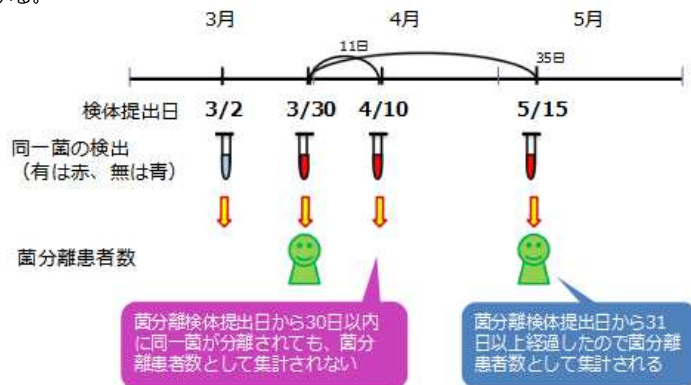 いる。
3月 4月 5月
11日
35日
検体提出日 3/2 3/30 4/10 5/15
同一菌の検出
(有は赤、無は青)
菌分離患者数
菌分離検体提出日から30日以内
に同一菌が分離されても、菌分
離患者数として集計されない
菌分離検体提出日から31
日以上経過したので菌分離
患者数として集計される